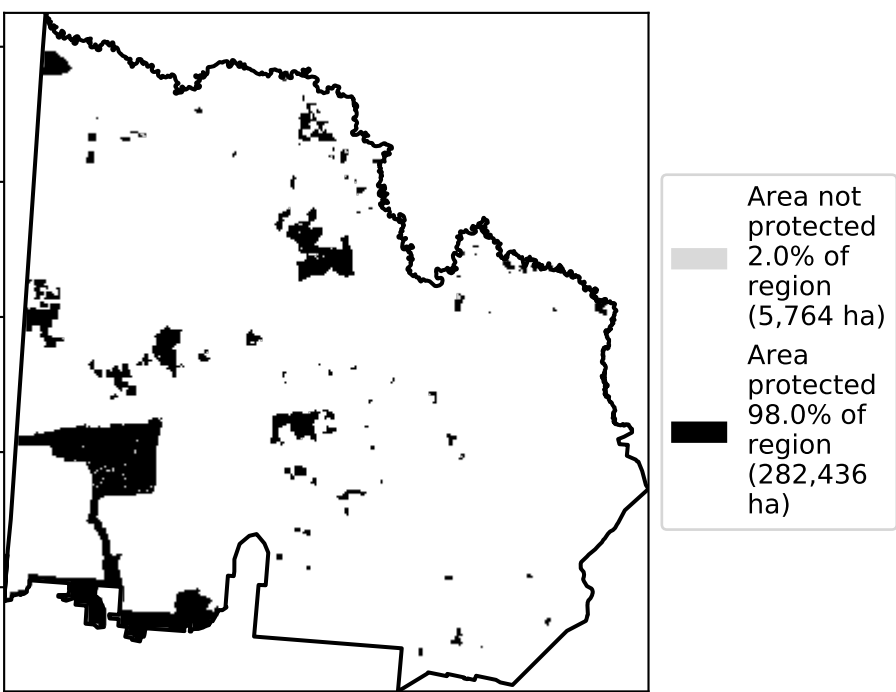 Area not
protected
2.0% of
region
(5,764 ha)
Area
protected
98.0% of
region
(282,436
ha)